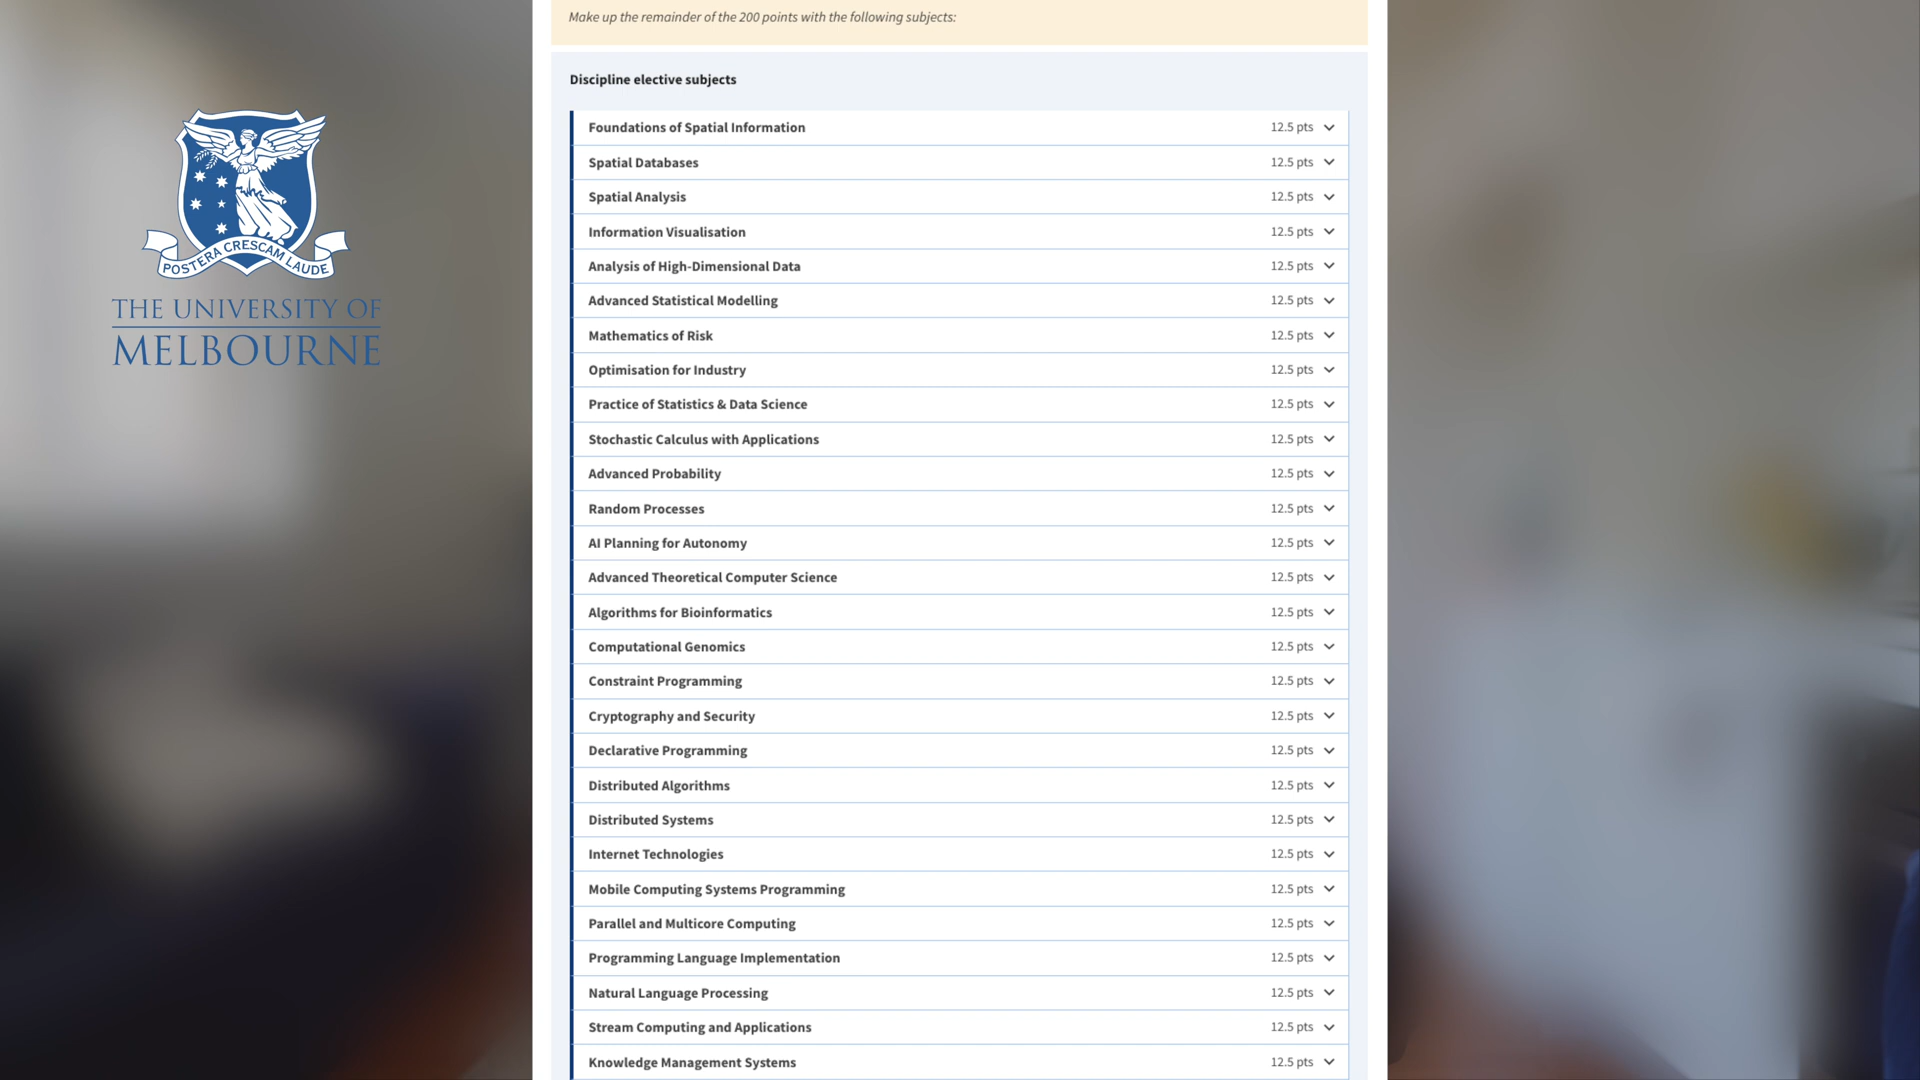 POSTERA CRESCAM LAUDE
THE UNIVERSITY OF
MELBOURNE
Make up the remainder of the 200 points with the following subjects:
Discipline elective subjects
Foundations of Spatial Information 12.5 pts
Spatial Databases 12.5 pts
Spatial Analysis 12.5 pts
Information Visualisation 12.5 pts
Analysis of High-Dimensional Data 12.5 pts
Advanced Statistical Modelling 12.5 pts
Mathematics of Risk 12.5 pts
Optimisation for Industry 12.5 pts
Practice of Statistics & Data Science 12.5 pts
Stochastic Calculus with Applications 12.5 pts
Advanced Probability 12.5 pts
Random Processes 12.5 pts
AI Planning for Autonomy 12.5 pts
Advanced Theoretical Computer Science 12.5 pts
Algorithms for Bioinformatics 12.5 pts
Computational Genomics 12.5 pts
Constraint Programming 12.5 pts
Cryptography and Security 12.5 pts
Declarative Programming 12.5 pts
Distributed Algorithms 12.5 pts
Distributed Systems 12.5 pts
Internet Technologies 12.5 pts
Mobile Computing Systems Programming 12.5 pts
Parallel and Multicore Computing 12.5 pts
Programming Language Implementation 12.5 pts
Natural Language Processing 12.5 pts
Stream Computing and Applications 12.5 pts
Knowledge Management Systems 12.5 pts